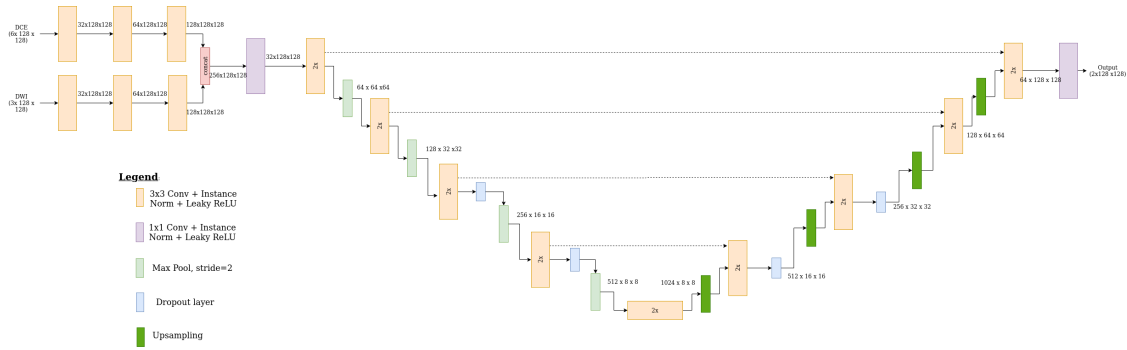 DCE
(6x 128 x
128)
32x128x128
64x128x128
128x128x128
concat
256x128x128
32x128x128
DWI
(3x 128 x
128)
32x128x128
64x128x128
128x128x128
2x
64 x 64 x64
2x
128 x 32 x32
2x
256 x 16 x 16
2x
512 x 8 x 8
2x
1024 x 8 x 8
2x
512 x 16 x 16
2x
256 x 32 x 32
2x
128 x 64 x 64
2x
64 x 128 x 128
Output
(2x128 x128)
Legend
3x3 Conv + Instance
Norm + Leaky ReLU
1x1 Conv + Instance
Norm + Leaky ReLU
Max Pool, stride=2
Dropout layer
Upsampling